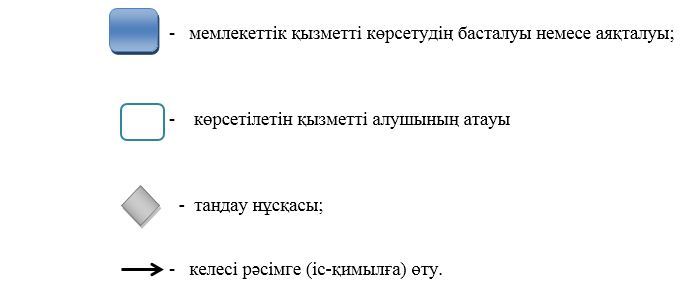 - мемлекеттік қызметті көрсетудің басталуы немесе аяқталуы;
- көрсетілетін қызметті алушының атауы
- таңдау нұсқасы;
- келесі рәсімге (іс-қимылға) өту.